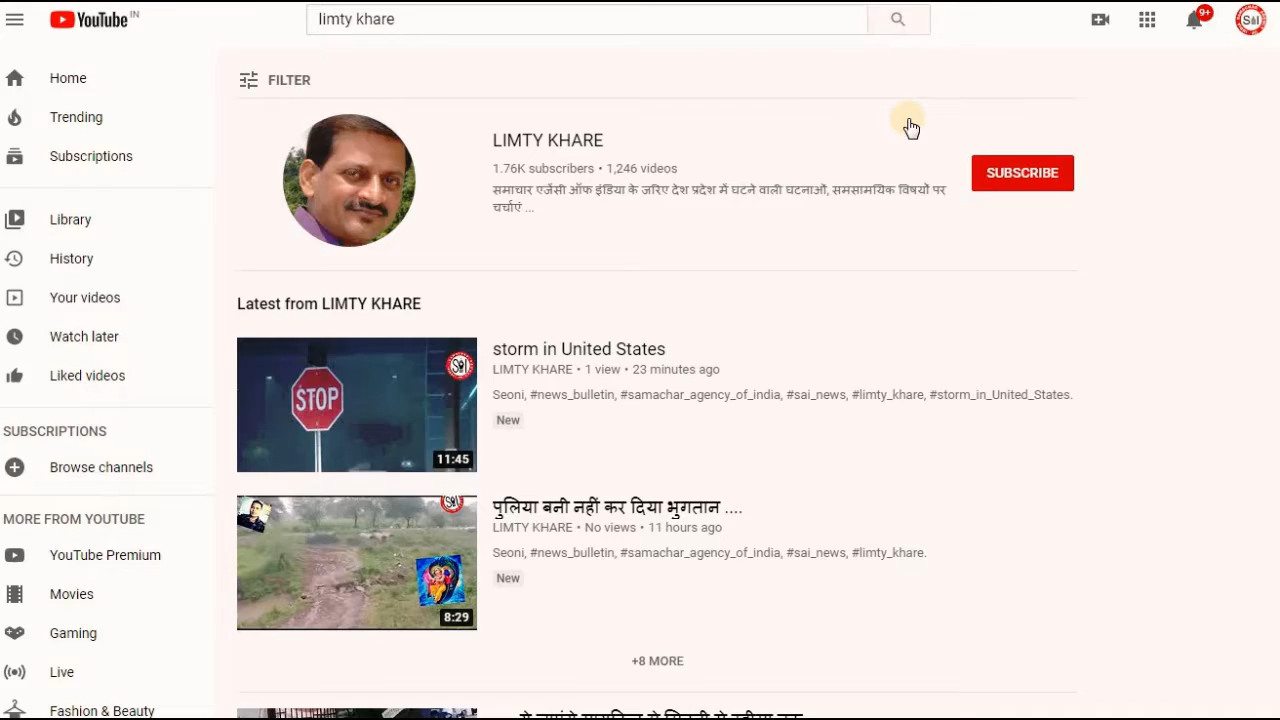 YouTube IN
limty khare
9+
SAI
Home
Trending
Subscriptions
Library
History
Your videos
Watch later
Liked videos
SUBSCRIPTIONS
Browse channels
MORE FROM YOUTUBE
YouTube Premium
Movies
Gaming
Live
Fashion & Beauty
FILTER
LIMTY KHARE
1.76K subscribers • 1,246 videos
समाचार एजेंसी ऑफ इंडिया के जरिए देश प्रदेश में घटने वाली घटनाओं, समसामयिक विषयों पर
चर्चाएं ...
SUBSCRIBE
Latest from LIMTY KHARE
STOP
SAI
11:45
storm in United States
LIMTY KHARE • 1 view • 23 minutes ago
Seoni, #news_bulletin, #samachar_agency_of_india, #sai_news, #limty_khare, #storm_in_United_States.
New
8:29
पुलिया बनी नहीं कर दिया भुगतान ....
LIMTY KHARE • No views • 11 hours ago
Seoni, #news_bulletin, #samachar_agency_of_india, #sai_news, #limty_khare.
New
+8 MORE